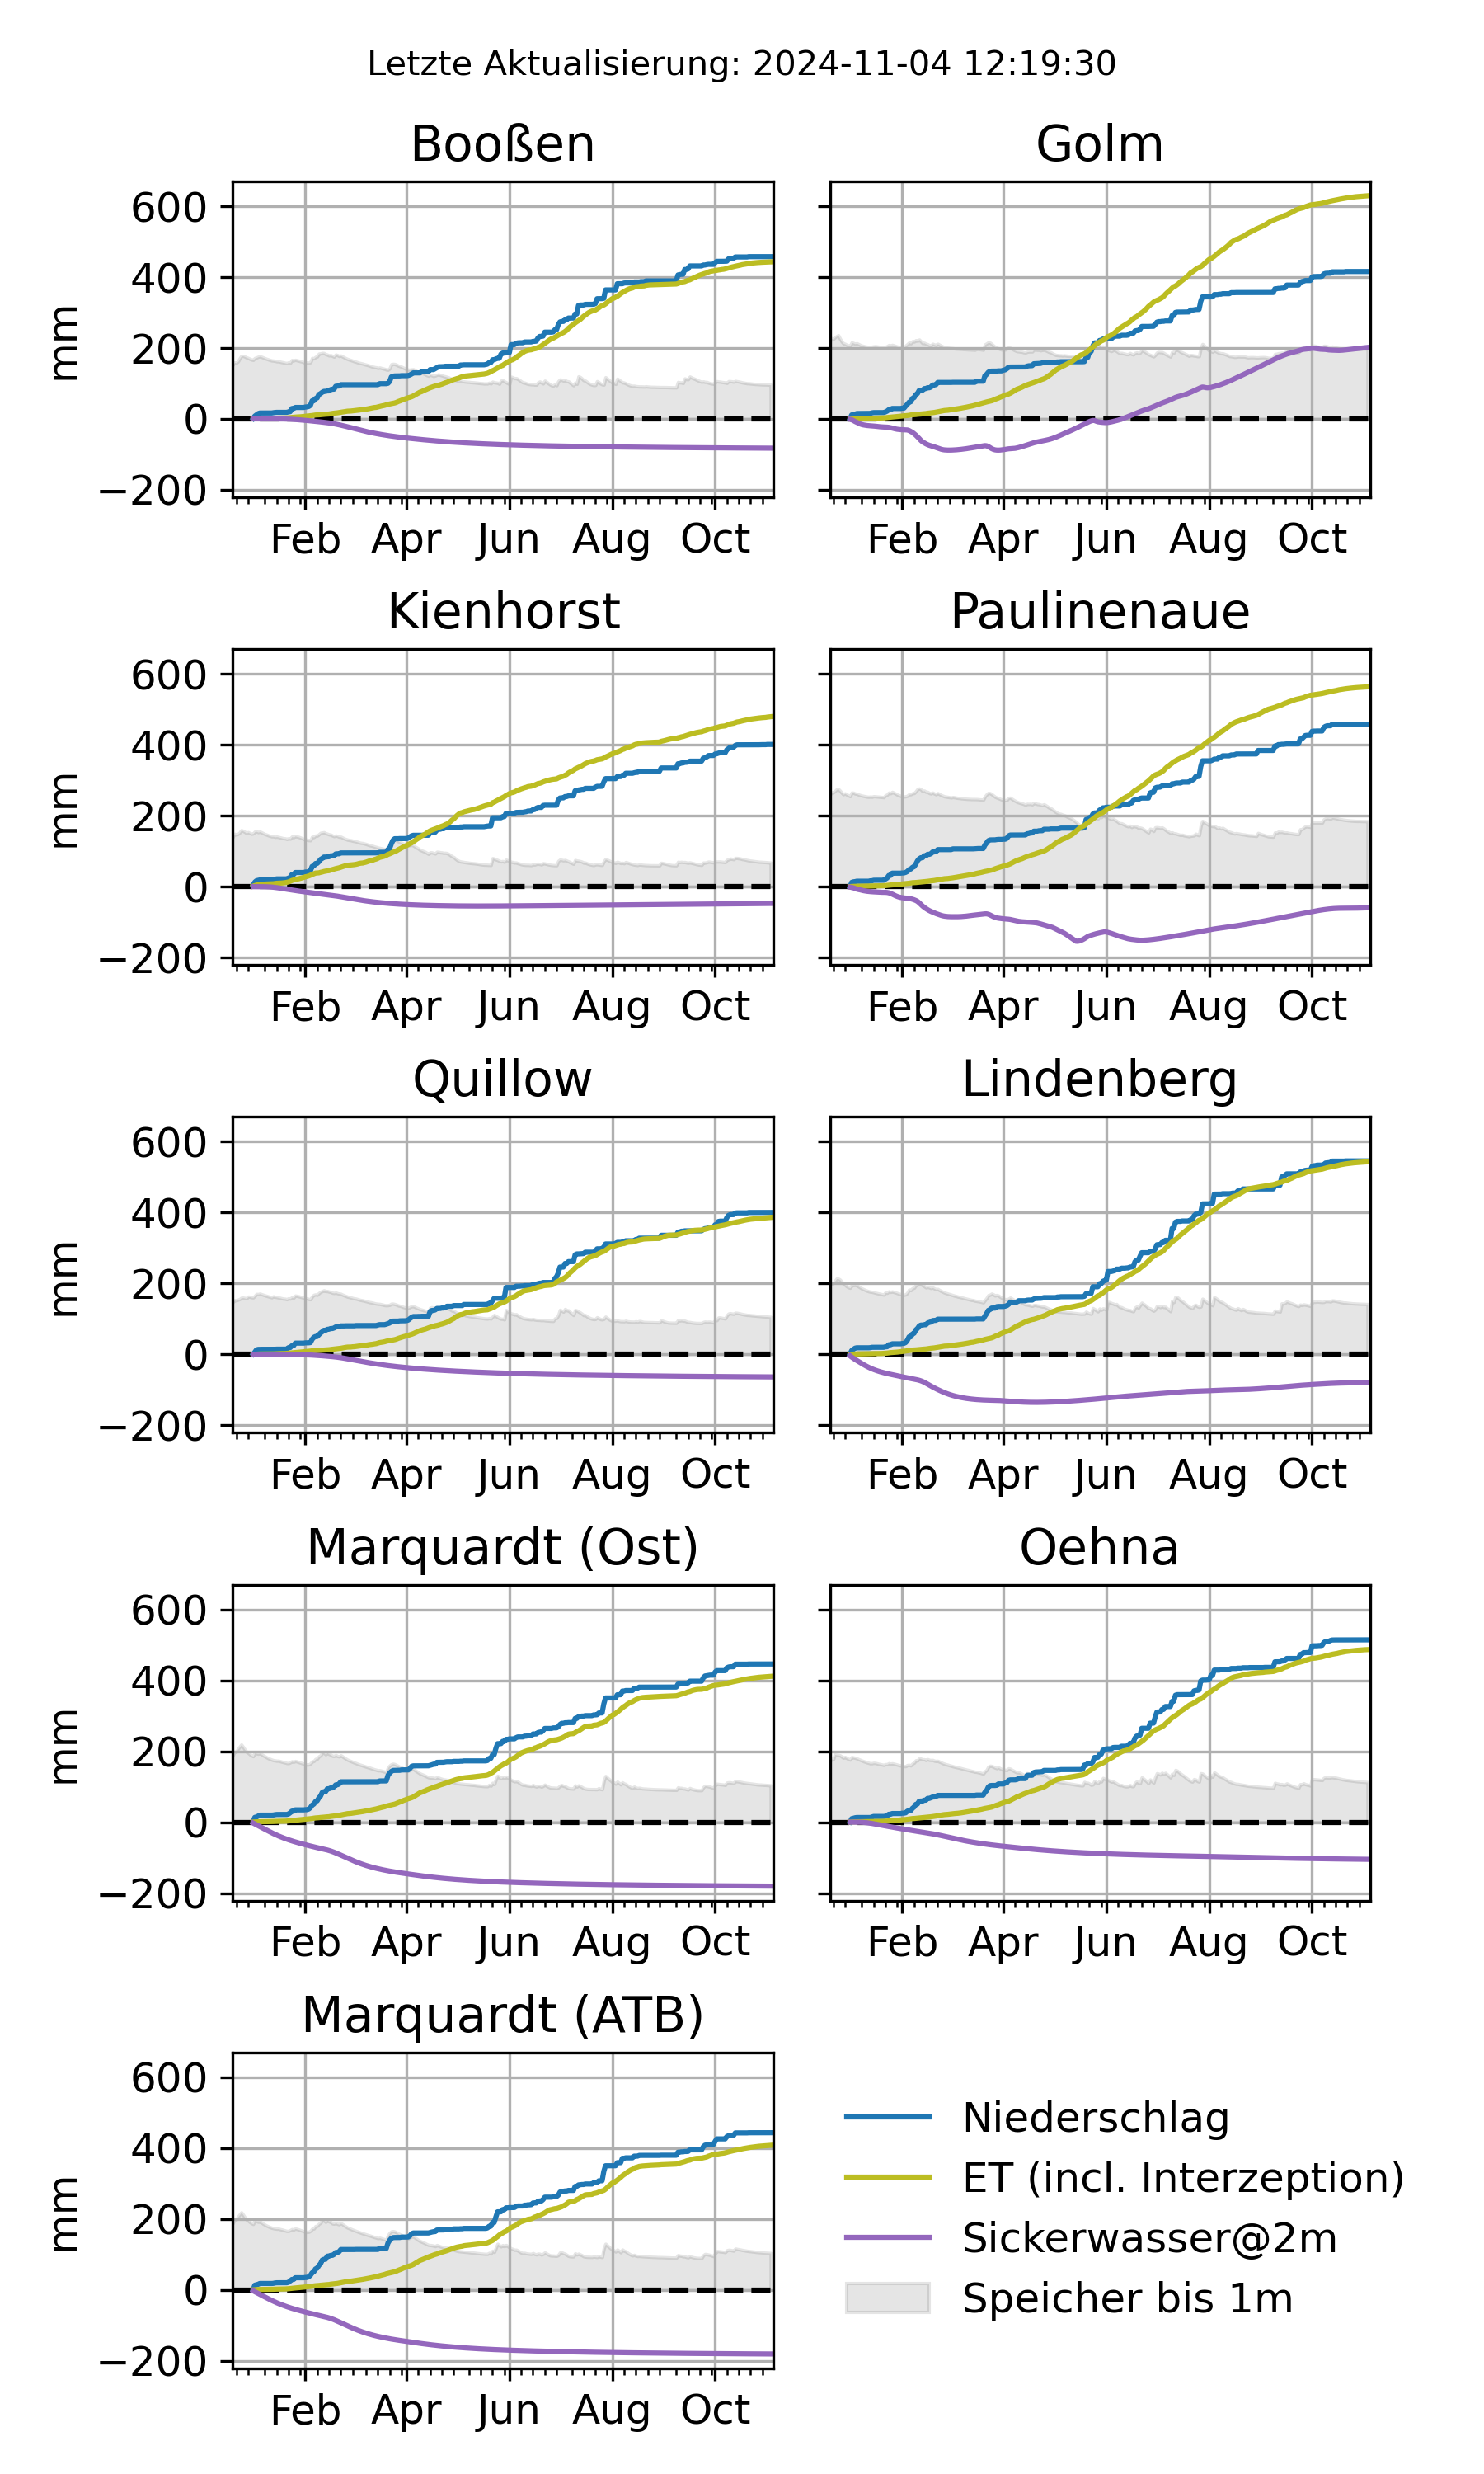 Letzte Aktualisierung: 2024-11-04 12:19:30
Booßen
Golm
mm
600
400
200
0
−200
Feb Apr Jun Aug Oct
Feb Apr Jun Aug Oct
Kienhorst
Paulinenaue
mm
600
400
200
0
−200
Feb Apr Jun Aug Oct
Feb Apr Jun Aug Oct
Quillow
Lindenberg
mm
600
400
200
0
−200
Feb Apr Jun Aug Oct
Feb Apr Jun Aug Oct
Marquardt (Ost)
Oehna
mm
600
400
200
0
−200
Feb Apr Jun Aug Oct
Feb Apr Jun Aug Oct
Marquardt (ATB)
mm
600
400
200
0
−200
Feb Apr Jun Aug Oct
Niederschlag
ET (incl. Interzeption)
Sickerwasser@2m
Speicher bis 1m